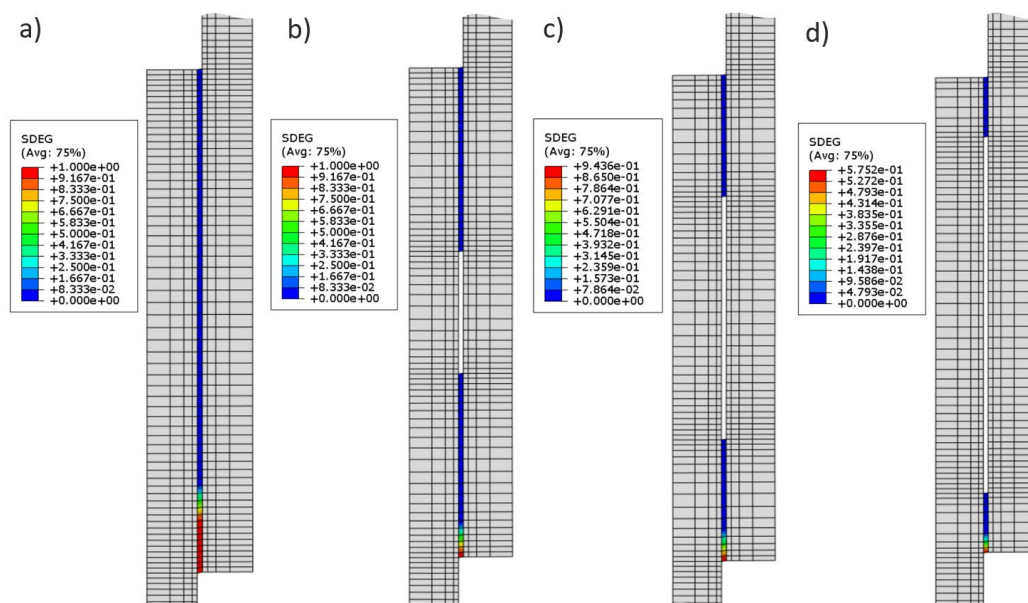 a)
SDEG
(Avg: 75%)
+1.000e+00
+9.167e-01
+8.333e-01
+7.500e-01
+6.667e-01
+5.833e-01
+5.000e-01
+4.167e-01
+3.333e-01
+2.500e-01
+1.667e-01
+8.333e-02
+0.000e+00
b)
SDEG
(Avg: 75%)
+1.000e+00
+9.167e-01
+8.333e-01
+7.500e-01
+6.667e-01
+5.833e-01
+5.000e-01
+4.167e-01
+3.333e-01
+2.500e-01
+1.667e-01
+8.333e-02
+0.000e+00
c)
SDEG
(Avg: 75%)
+9.436e-01
+8.650e-01
+7.864e-01
+7.077e-01
+6.291e-01
+5.504e-01
+4.718e-01
+3.932e-01
+3.145e-01
+2.359e-01
+1.573e-01
+7.864e-02
+0.000e+00
d)
SDEG
(Avg: 75%)
+5.752e-01
+5.272e-01
+4.793e-01
+4.314e-01
+3.835e-01
+3.355e-01
+2.876e-01
+2.397e-01
+1.917e-01
+1.438e-01
+9.586e-02
+4.793e-02
+0.000e+00